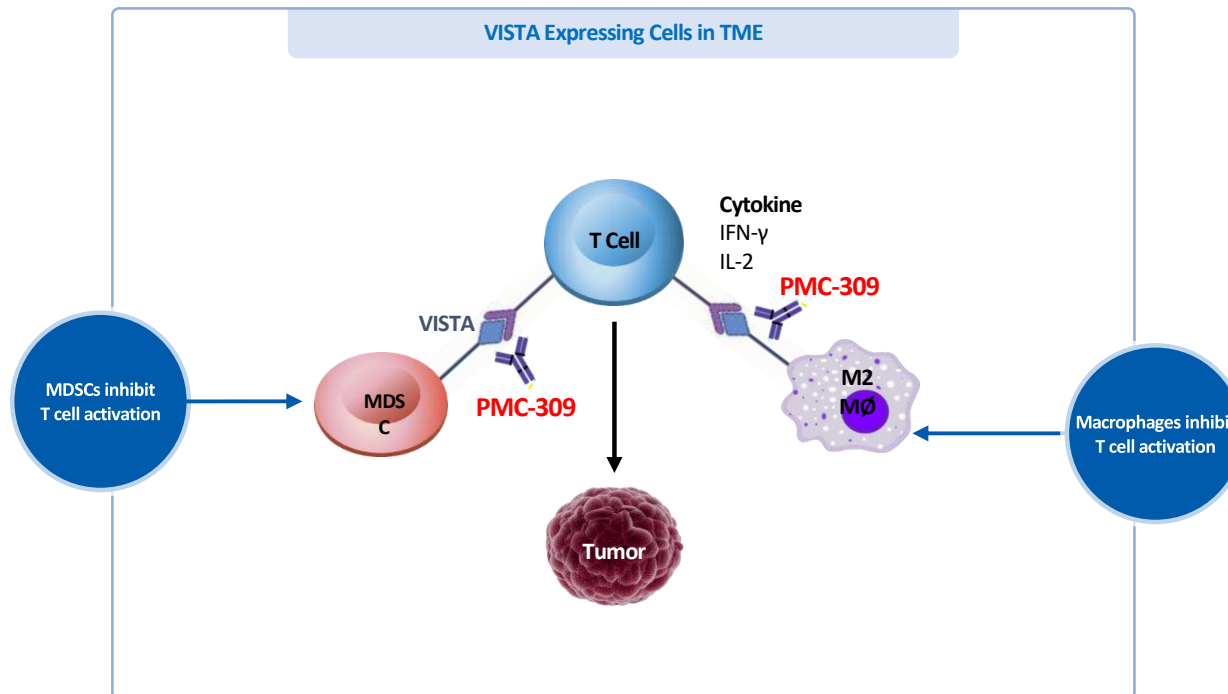 VISTA Expressing Cells in TME
T Cell
Cytokine
IFN-γ
IL-2
PMC-309
VISTA
PMC-309
MDS
C
M2
MØ
MDSCs inhibit
T cell activation
Macrophages inhibi
T cell activation
Tumor